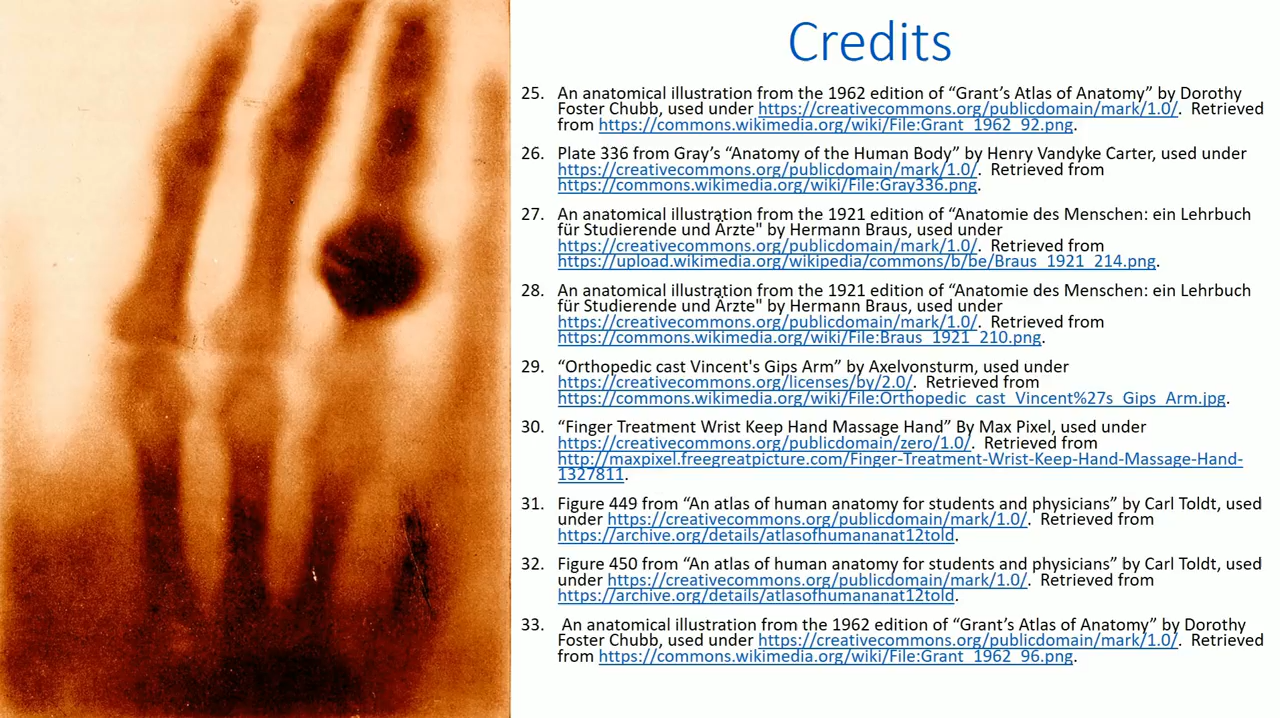 Credits
25. An anatomical illustration from the 1962 edition of “Grant’s Atlas of Anatomy” by Dorothy
Foster Chubb, used under https://creativecommons.org/publicdomain/mark/1.0/. Retrieved
from https://commons.wikimedia.org/wiki/File:Grant_1962_92.png.
26. Plate 336 from Gray’s “Anatomy of the Human Body” by Henry Vandyke Carter, used under
https://creativecommons.org/publicdomain/mark/1.0/. Retrieved from
https://commons.wikimedia.org/wiki/File:Gray336.png.
27. An anatomical illustration from the 1921 edition of “Anatomie des Menschen: ein Lehrbuch
für Studierende und Ärzte" by Hermann Braus, used under
https://creativecommons.org/publicdomain/mark/1.0/. Retrieved from
https://upload.wikimedia.org/wikipedia/commons/b/be/Braus_1921_214.png.
28. An anatomical illustration from the 1921 edition of “Anatomie des Menschen: ein Lehrbuch
für Studierende und Ärzte" by Hermann Braus, used under
https://creativecommons.org/publicdomain/mark/1.0/. Retrieved from
https://commons.wikimedia.org/wiki/File:Braus_1921_210.png.
29. “Orthopedic cast Vincent's Gips Arm” by Axelvonsturm, used under
https://creativecommons.org/licenses/by/2.0/. Retrieved from
https://commons.wikimedia.org/wiki/File:Orthopedic_cast_Vincent%27s_Gips_Arm.jpg.
30. “Finger Treatment Wrist Keep Hand Massage Hand” By Max Pixel, used under
https://creativecommons.org/publicdomain/zero/1.0/. Retrieved from
http://maxpixel.freegreatpicture.com/Finger-Treatment-Wrist-Keep-Hand-Massage-Hand-
1327811.
31. Figure 449 from “An atlas of human anatomy for students and physicians” by Carl Toldt, used
under https://creativecommons.org/publicdomain/mark/1.0/. Retrieved from
https://archive.org/details/atlasofhumananat12told.
32. Figure 450 from “An atlas of human anatomy for students and physicians” by Carl Toldt, used
under https://creativecommons.org/publicdomain/mark/1.0/. Retrieved from
https://archive.org/details/atlasofhumananat12told.
33. An anatomical illustration from the 1962 edition of “Grant’s Atlas of Anatomy” by Dorothy
Foster Chubb, used under https://creativecommons.org/publicdomain/mark/1.0/. Retrieved
from https://commons.wikimedia.org/wiki/File:Grant_1962_96.png.